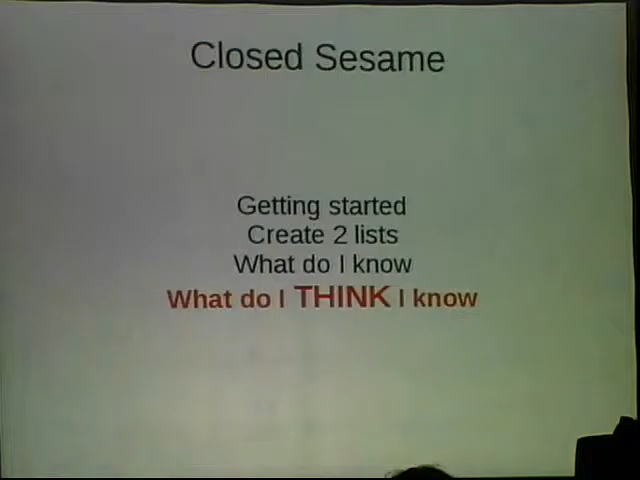 Closed Sesame
Getting started
Create 2 lists
What do I know
What do I THINK I know